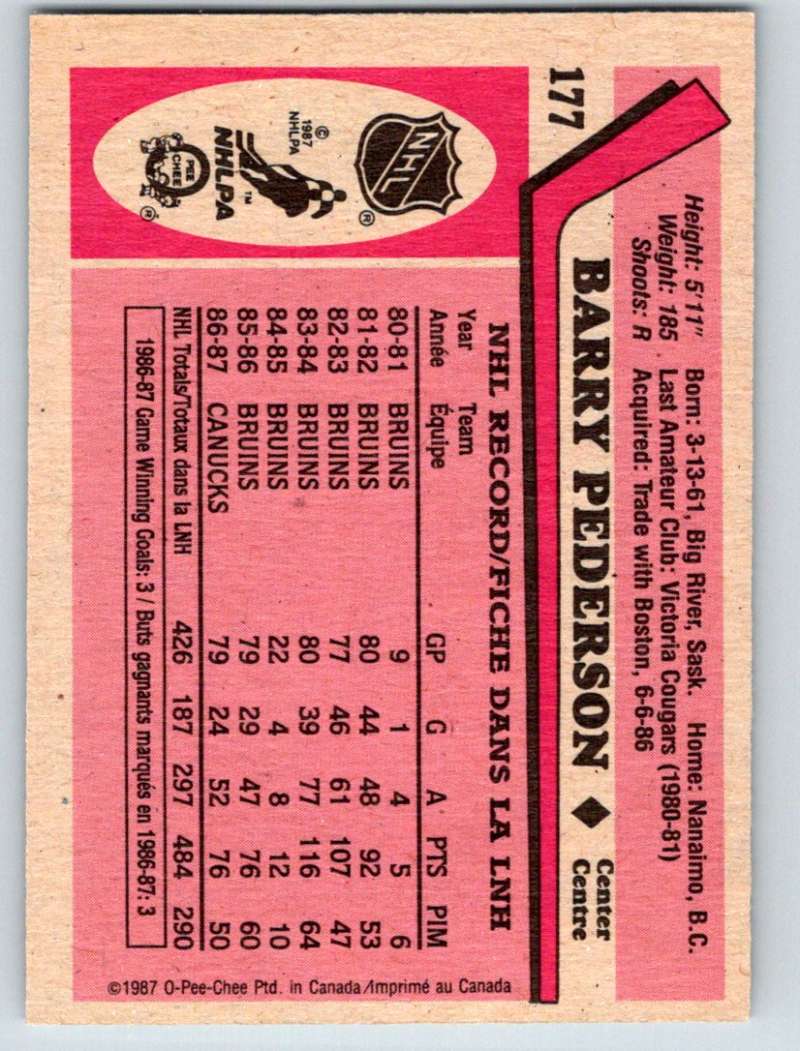 177
BARRY PEDERSON ◆ Center
Centre
Height: 5'11" Born: 3-13-61, Big River, Sask. Home: Nanaimo, B.C.
Weight: 185 Last Amateur Club: Victoria Cougars (1980-81)
Shoots: R Acquired: Trade with Boston, 6-6-86
NHL
®
© 1987 NHLPA
™
NHLPA
O PEE CHEE
®
NHL RECORD/FICHE DANS LA LNH
Year Team
Année Équipe GP G A PTS PIM
80-81 BRUINS 9 1 4 5 6
81-82 BRUINS 80 44 48 92 53
82-83 BRUINS 77 46 61 107 47
83-84 BRUINS 80 39 77 116 64
84-85 BRUINS 22 4 8 12 10
85-86 BRUINS 79 29 47 76 60
86-87 CANUCKS 79 24 52 76 50
NHL Totals/Totaux dans la LNH 426 187 297 484 290
1986-87 Game Winning Goals: 3 / Buts gagnants marqués en 1986-87: 3
©1987 O-Pee-Chee Ptd. in Canada/Imprimé au Canada